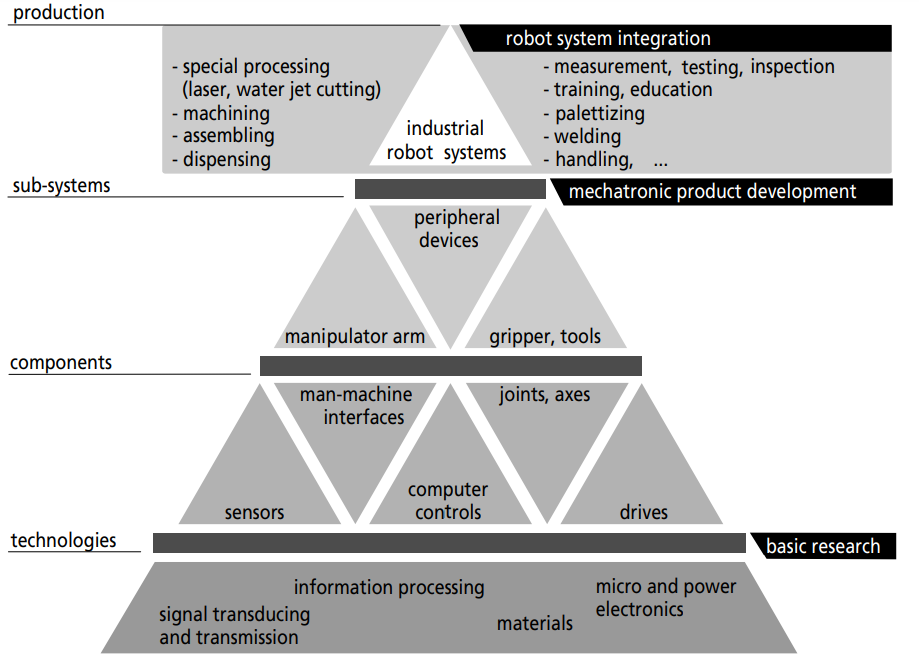 production
robot system integration
- special processing
(laser, water jet cutting)
- machining
- assembling
- dispensing
industrial
robot systems
- measurement, testing, inspection
- training, education
- palettizing
- welding
- handling, ...
sub-systems
mechatronic product development
peripheral
devices
manipulator arm
gripper, tools
components
man-machine
interfaces
joints, axes
sensors
computer
controls
drives
technologies
basic research
information processing
micro and power
electronics
signal transducing
and transmission
materials